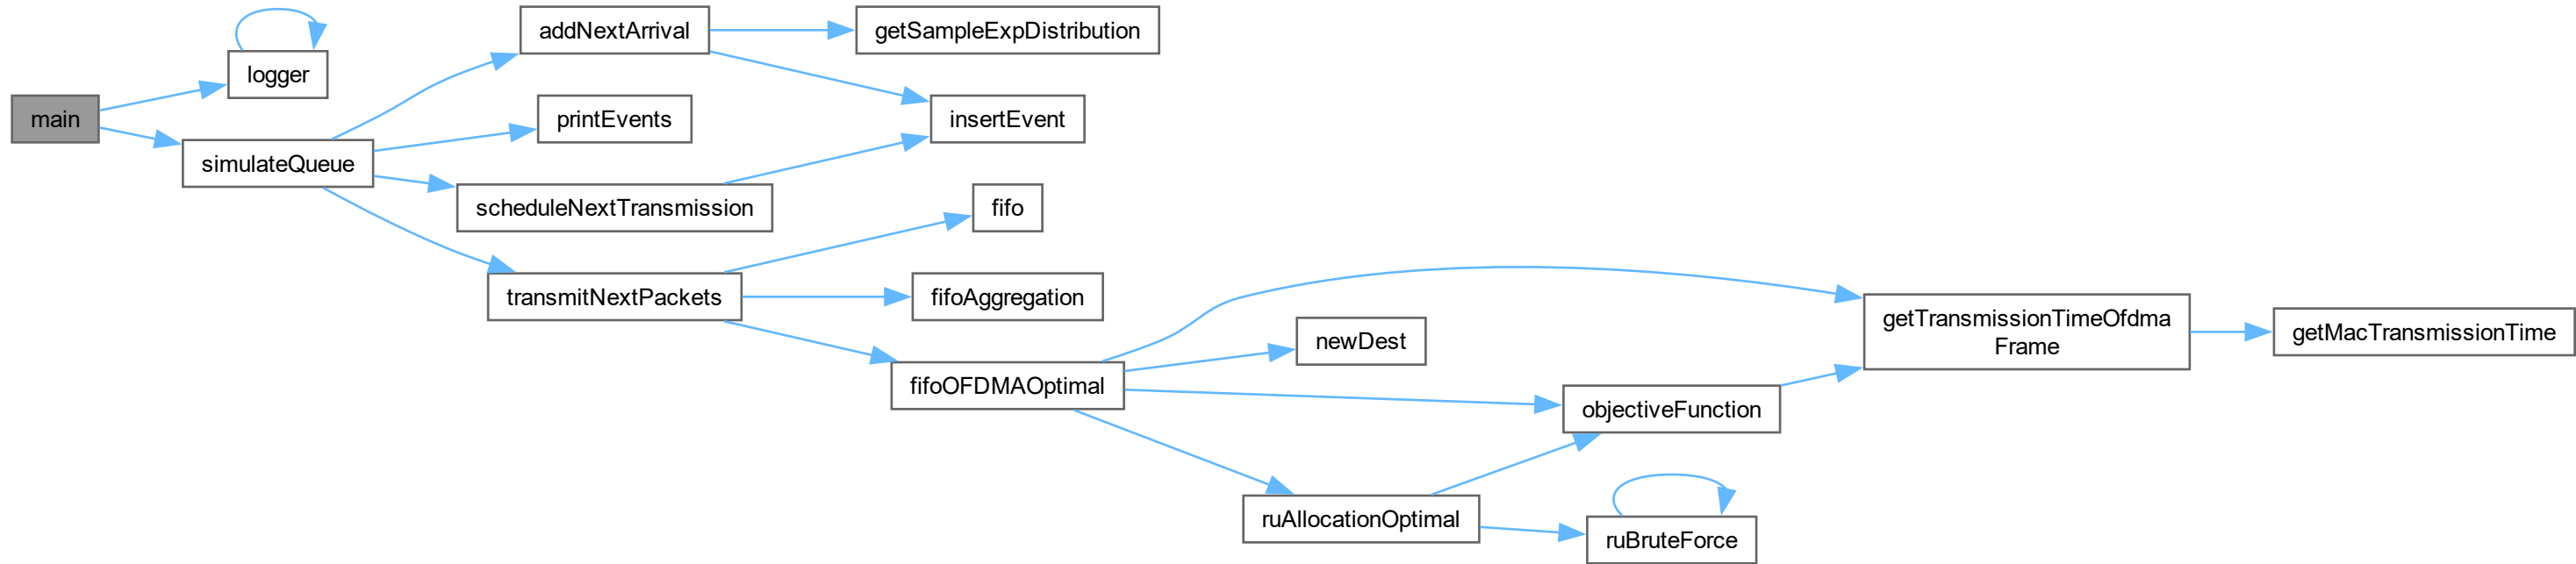 main
logger
simulateQueue
addNextArrival
printEvents
scheduleNextTransmission
transmitNextPackets
getSampleExpDistribution
insertEvent
fifo
fifoAggregation
fifoOFDMAOptimal
newDest
ruAllocationOptimal
objectiveFunction
ruBruteForce
getTransmissionTimeOfdma
Frame
getMacTransmissionTime